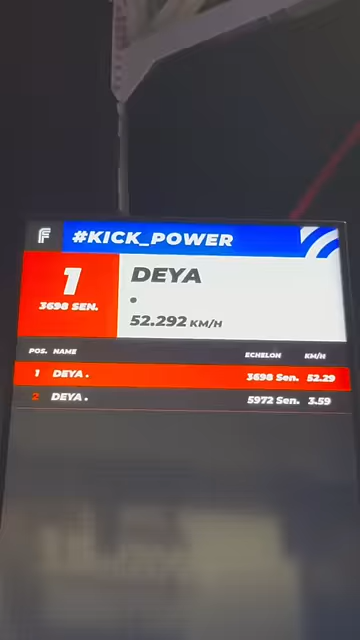 F #KICK_POWER
1
3698 SEN.
DEYA
.
52.292 KM/H
POS. NAME ECHELON KM/H
1 DEYA . 3698 Sen. 52.29
2 DEYA . 5972 Sen. 3.59